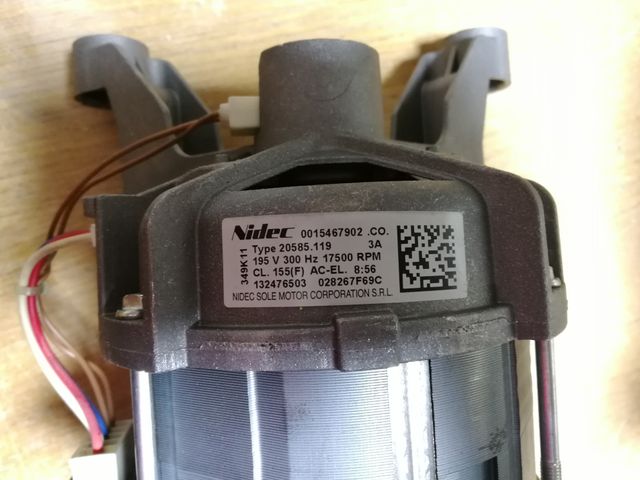 Nidec 0015467902 .CO.
Type 20585.119 3A
195 V 300 Hz 17500 RPM
CL. 155(F) AC-EL. 8:56
132476503 028267F69C
NIDEC SOLE MOTOR CORPORATION S.R.L.
349K11